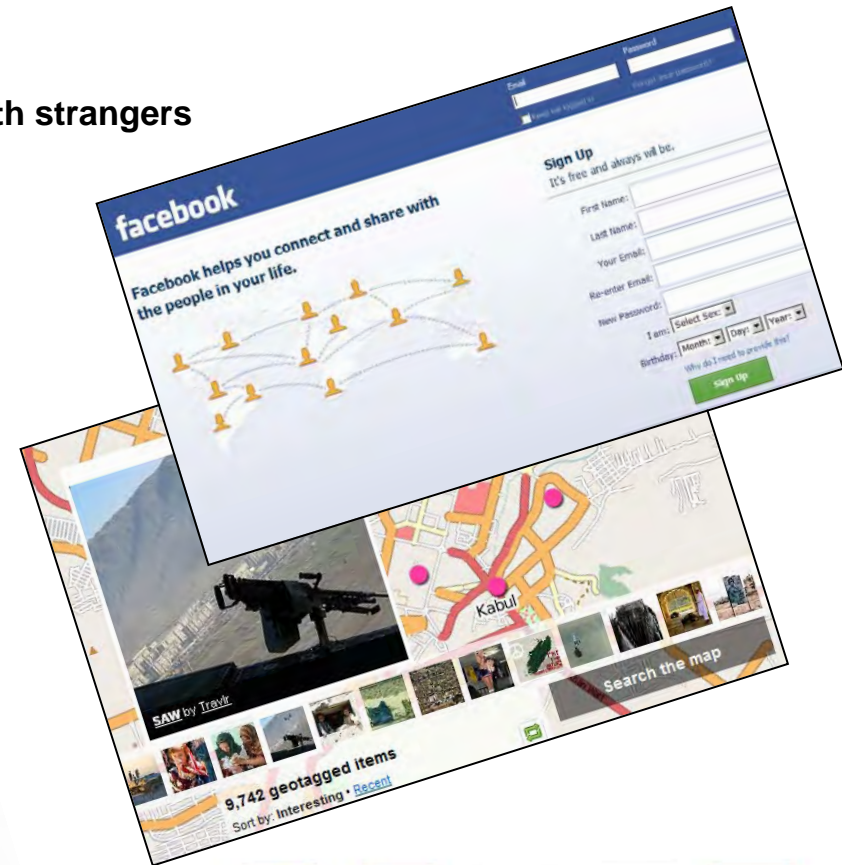 th strangers
Email
Password
Keep me logged in
Forgot your password?
facebook
Facebook helps you connect and share with
the people in your life.
Sign Up
It's free and always will be.
First Name:
Last Name:
Your Email:
Re-enter Email:
New Password:
I am: Select Sex:
Birthday: Month: Day: Year:
Why do I need to provide this?
Sign Up
Kabul
SAW by Travlr
Search the map
9,742 geotagged items
Sort by: Interesting • Recent